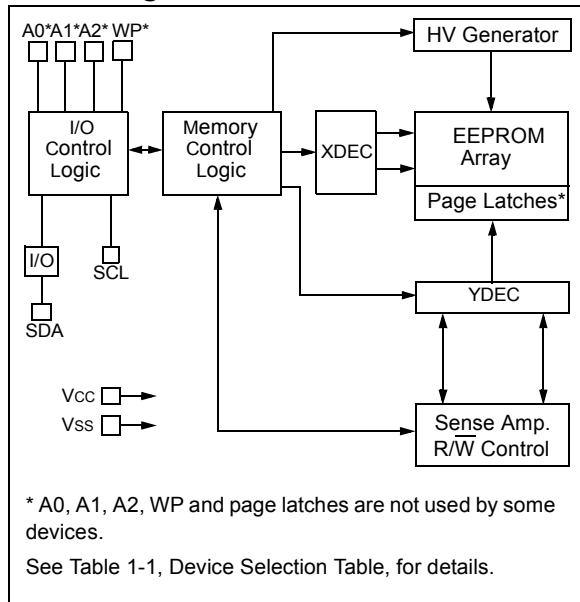 A0*A1*A2* WP*
HV Generator
I/O
Control
Logic
Memory
Control
Logic
XDEC
EEPROM
Array
Page Latches*
I/O
SCL
SDA
YDEC
VCC
VSS
Sense Amp.
R/W̅ Control
* A0, A1, A2, WP and page latches are not used by some
devices.
See Table 1-1, Device Selection Table, for details.